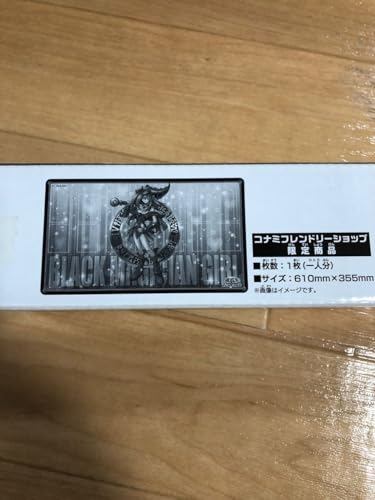 BLACK MAGICIAN GIRL
コナミフレンドリーショップ
限定商品
■枚数：1枚(一人分)
■サイズ：610mm×355mm
※画像はイメージです。